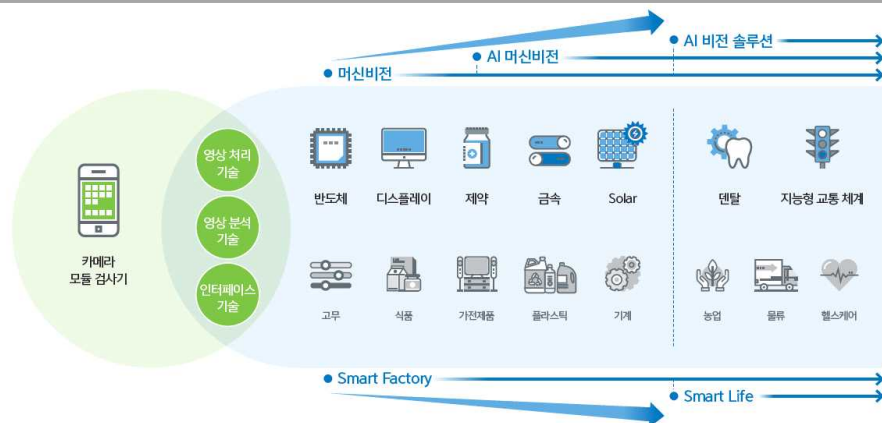 AI 비전 솔루션
AI 머신비전
머신비전
카메라
모듈 검사기
영상 처리
기술
영상 분석
기술
인터페이스
기술
반도체
디스플레이
제약
금속
Solar
덴탈
지능형 교통 체계
고무
식품
가전제품
플라스틱
기계
농업
물류
헬스케어
Smart Factory
Smart Life